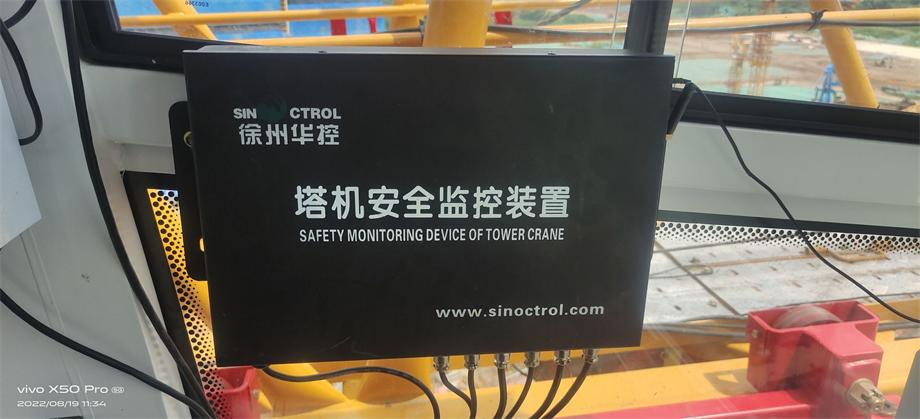 SIN CTROL
徐州华控
塔机安全监控装置
SAFETY MONITORING DEVICE OF TOWER CRANE
www.sinoctrol.com
vivo X50 Pro 5G
2022/08/19 11:34